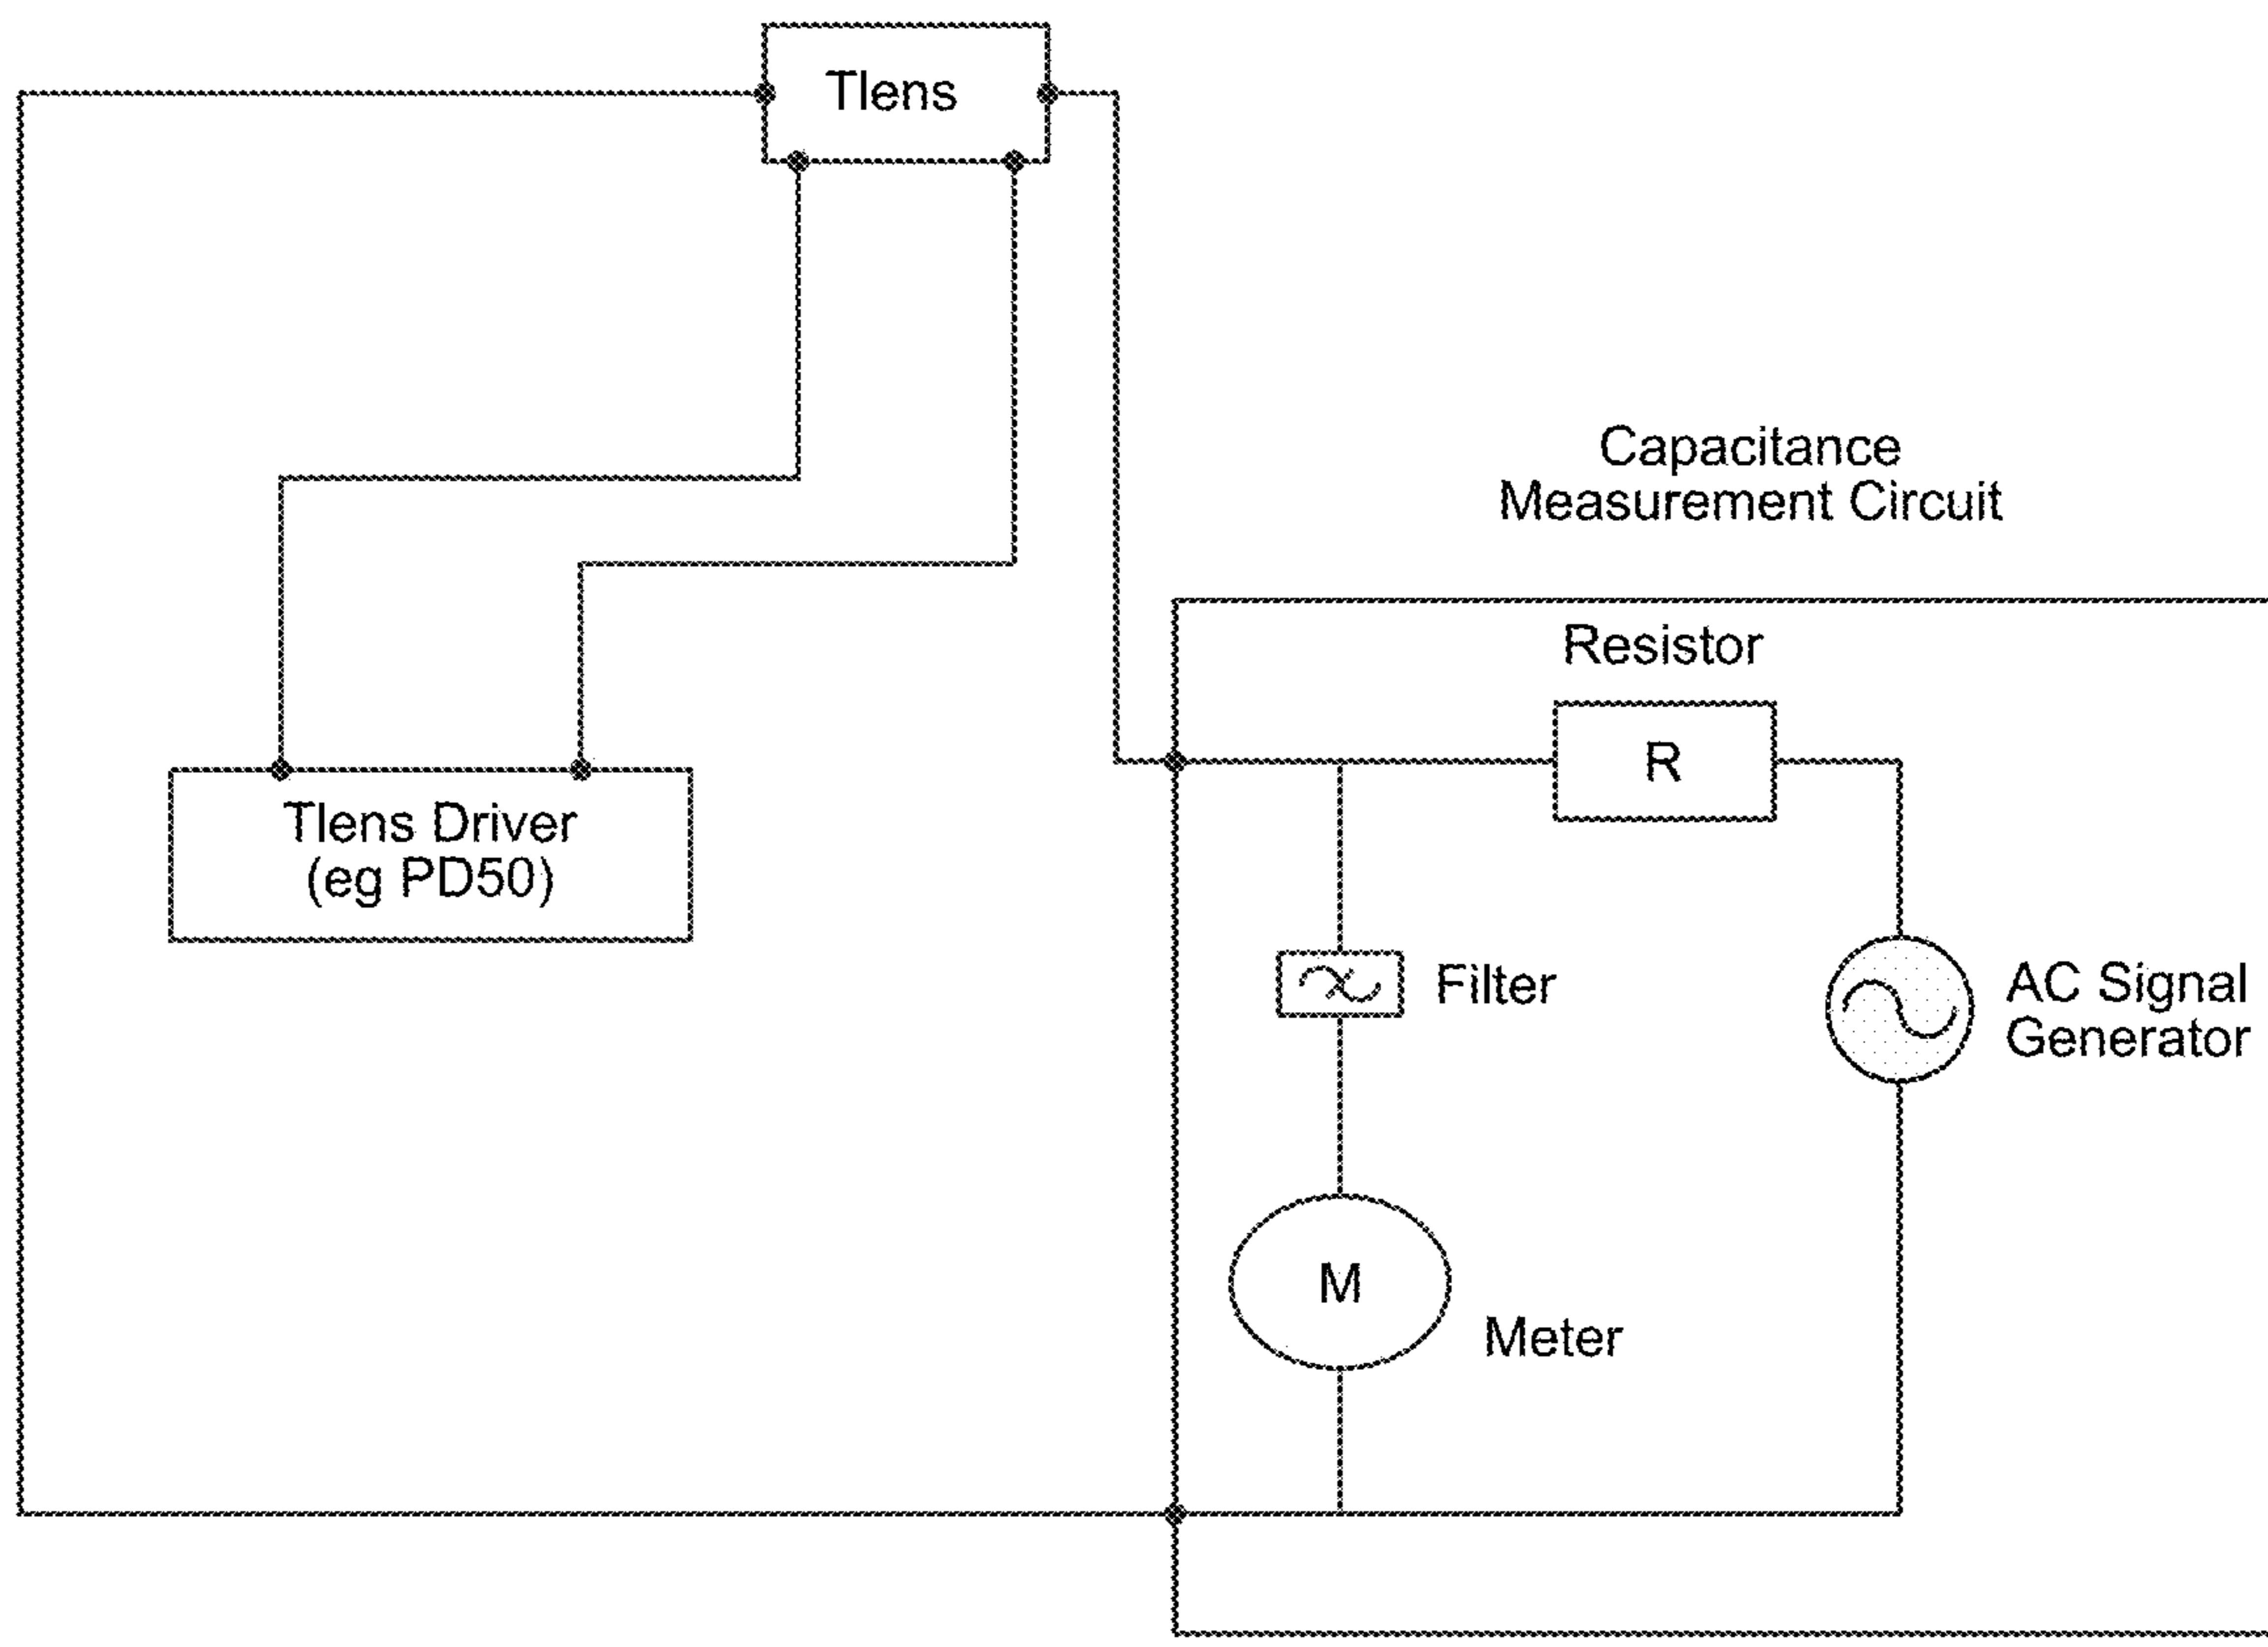 Tlens
Capacitance
Measurement Circuit
Resistor
R
Tlens Driver
(eg PD50)
Filter
AC Signal
Generator
M
Meter